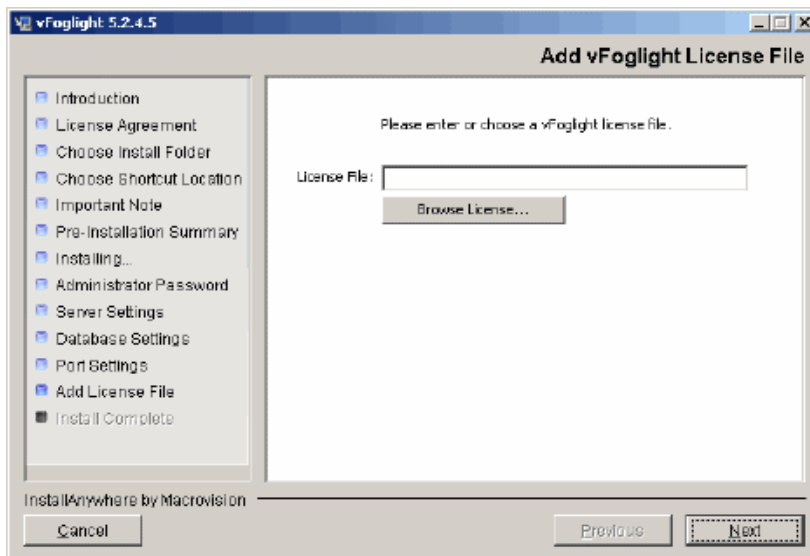 vFoglight 5.2.4.5
Add vFoglight License File
Introduction
License Agreement
Choose Install Folder
Choose Shortcut Location
Important Note
Pre-Installation Summary
Installing...
Administrator Password
Server Settings
Database Settings
Port Settings
Add License File
Install Complete
Please enter or choose a vFoglight license file.
License File:
Browse License...
InstallAnywhere by Macrovision
Cancel
Previous
Next